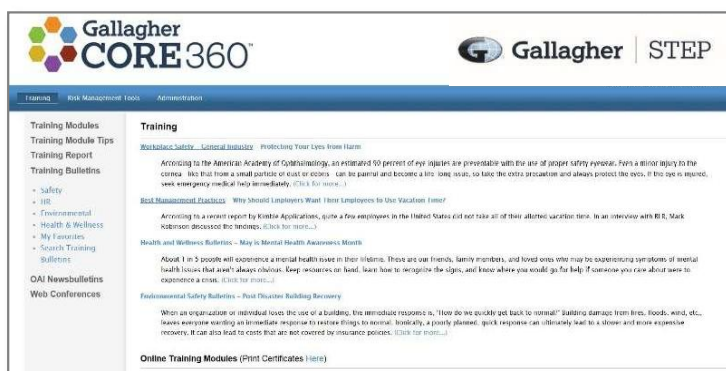 Gallagher
CORE360™
Gallagher | STEP
Training Risk Management Tools Administration
Training Modules
Training Module Tips
Training Report
Training Bulletins
Safety
HR
Environmental
Health & Wellness
My Favorites
Search Training
Bulletins
OAI Newsbulletins
Web Conferences
Training
Workplace Safety – General Industry Protecting Your Eyes from Harm
According to the American Academy of Ophthalmology, an estimated 90 percent of eye injuries are preventable with the use of proper safety eyewear. Even a minor injury to the
cornea - like that from a small particle of dust or debris - can be painful and become a life-long issue, so take the extra precaution and always protect the eyes. If the eye is injured,
seek emergency medical help immediately. (Click for more...)
Best Management Practices Why Should Employers Want Their Employees to Use Vacation Time?
According to a recent report by Kimble Applications, quite a few employees in the United States did not take all of their allotted vacation time. In an interview with BLR, Mark
Robinson discussed the findings. (Click for more...)
Health and Wellness Bulletins – May is Mental Health Awareness Month
About 1 in 5 people will experience a mental health issue in their lifetime. These are our friends, family members, and loved ones who may be experiencing symptoms of mental
health issues that aren't always obvious. Keep resources on hand, learn how to recognize the signs, and know where you would go for help if someone you care about were to
experience a crisis. (Click for more...)
Environmental Safety Bulletins – Post Disaster Building Recovery
When an organization or individual loses the use of a building, the immediate response is, "How do we quickly get back to normal?" Building damage from fires, floods, wind, etc.,
leaves everyone wanting an immediate response to restore things to normal. Ironically, a poorly planned, quick response can ultimately lead to a slower and more expensive
recovery. It can also lead to costs that are not covered by insurance policies. (Click for more...)
Online Training Modules (Print Certificates Here)